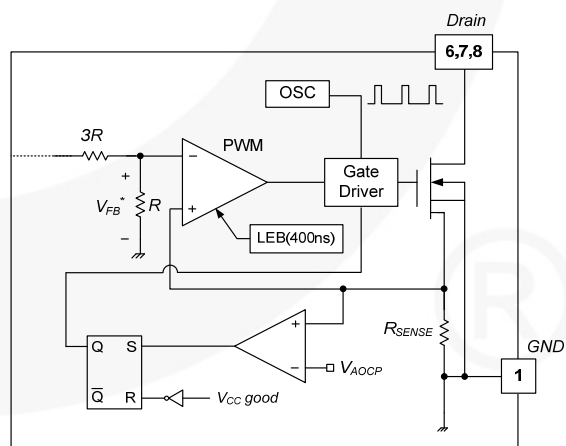 Drain
6,7,8
OSC
3R
PWM
−
+
Gate
Driver
+
V_FB*
R
−
LEB(400ns)
R_SENSE
®
+
−
V_AOCP
GND
1
Q
S
Q̅
R
V_CC good